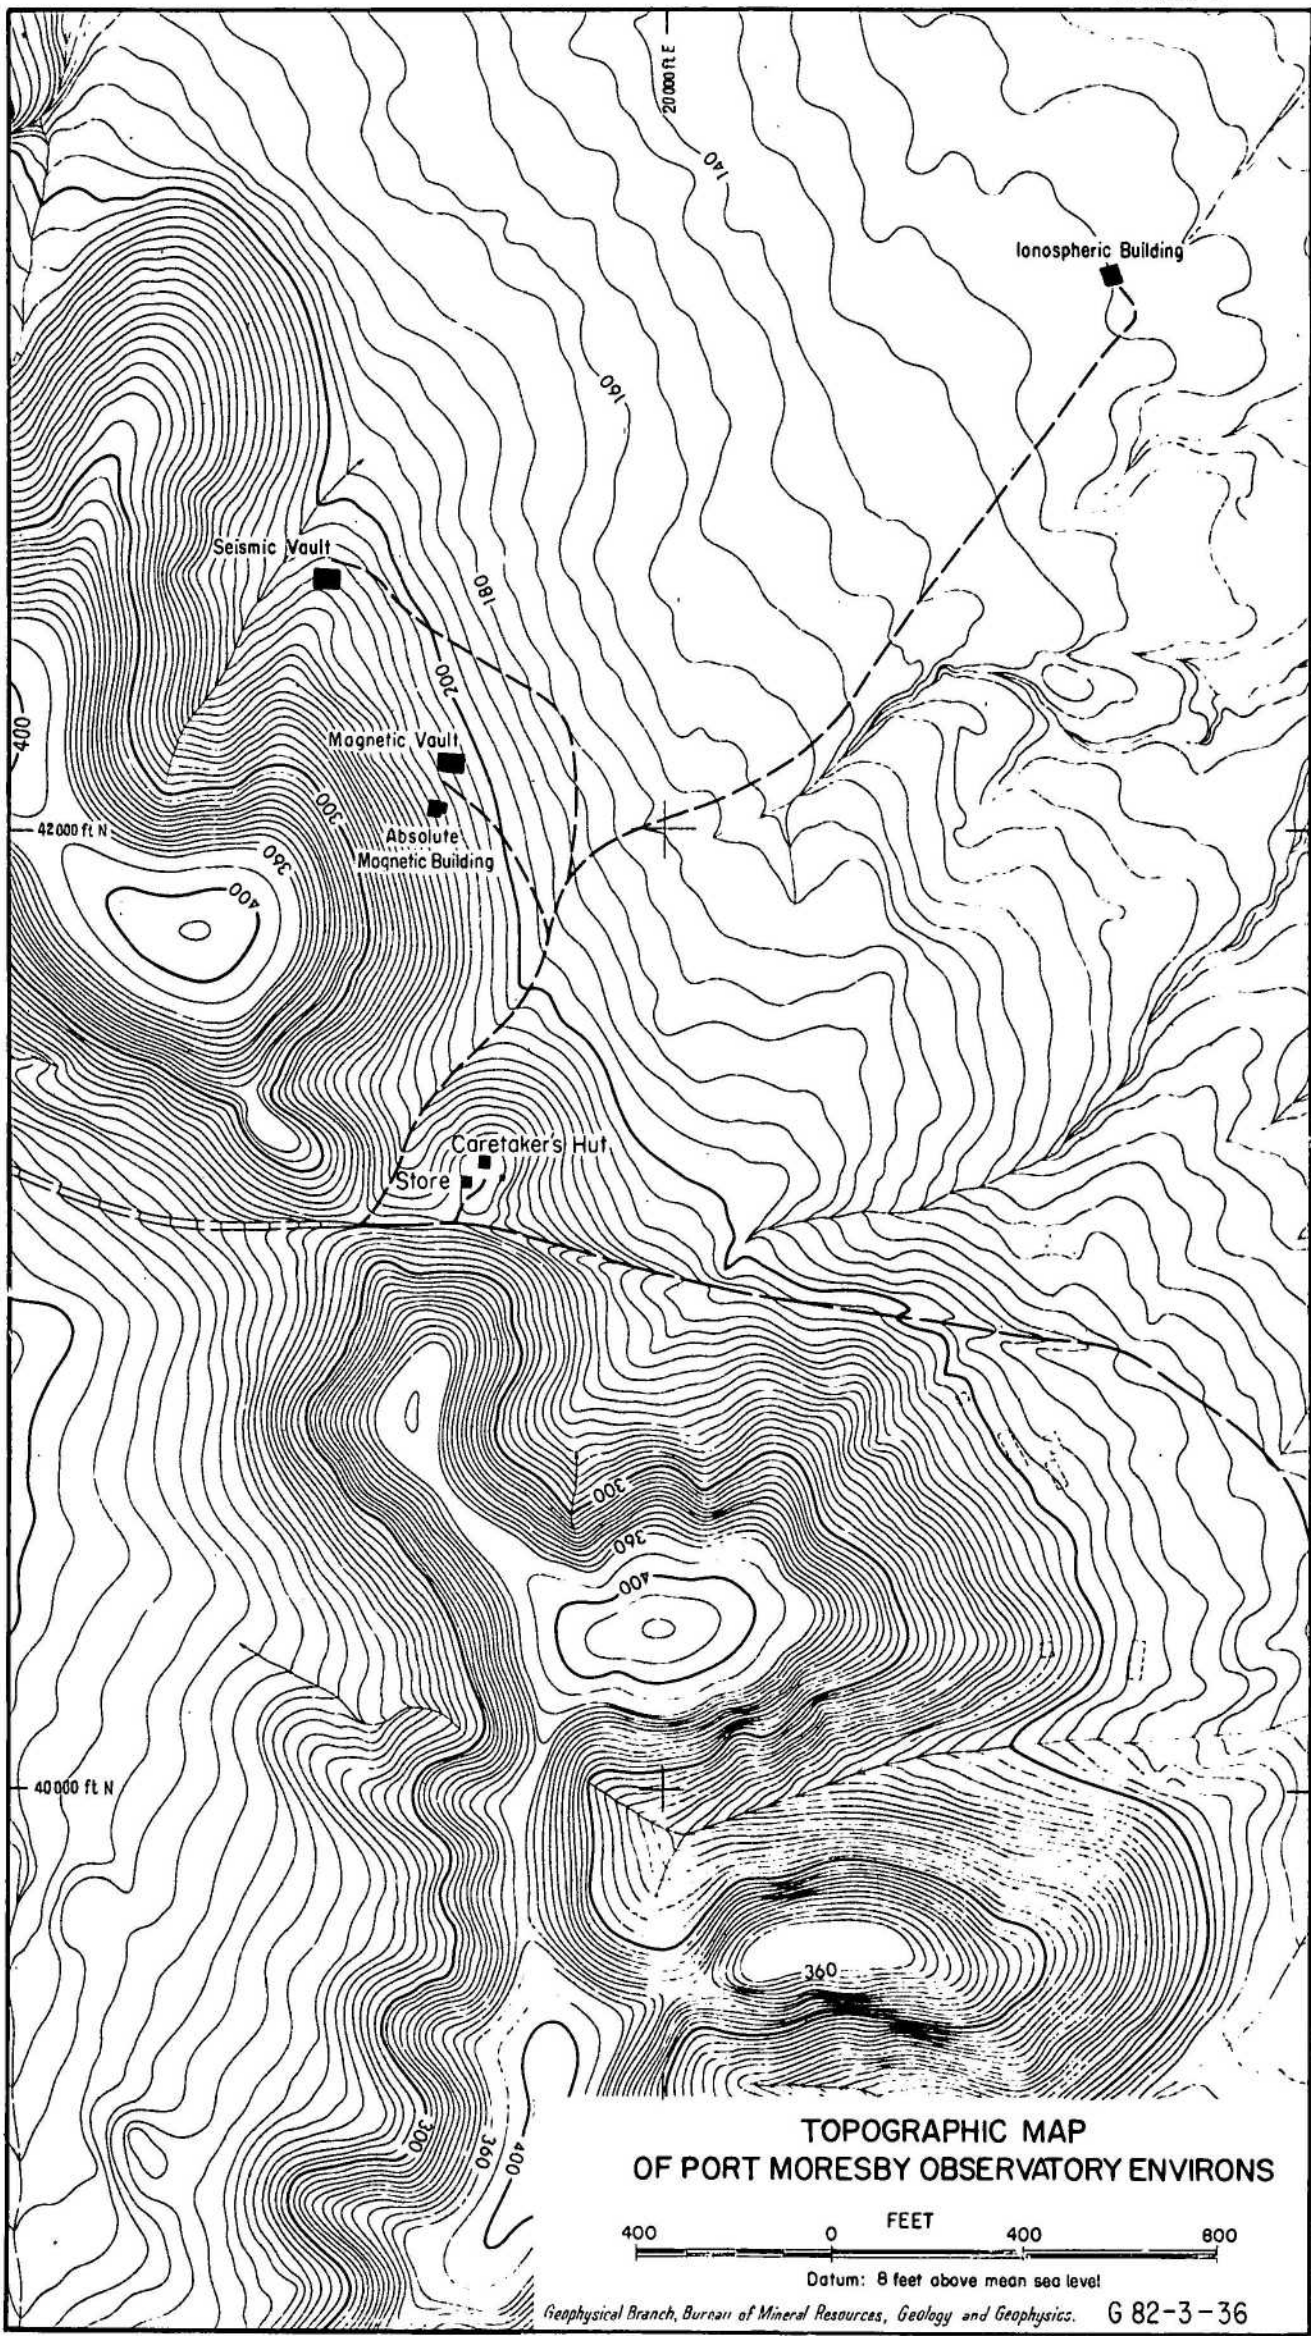 20000 ft E
140
Ionospheric Building
160
Seismic Vault
180
200
400
Magnetic Vault
300
42000 ft N
Absolute
Magnetic Building
360
400
Caretaker's Hut
Store
300
360
400
40000 ft N
360
300
360
400
TOPOGRAPHIC MAP
OF PORT MORESBY OBSERVATORY ENVIRONS
FEET
400 0 400 800
Datum: 8 feet above mean sea level
Geophysical Branch, Bureau of Mineral Resources, Geology and Geophysics. G 82-3-36